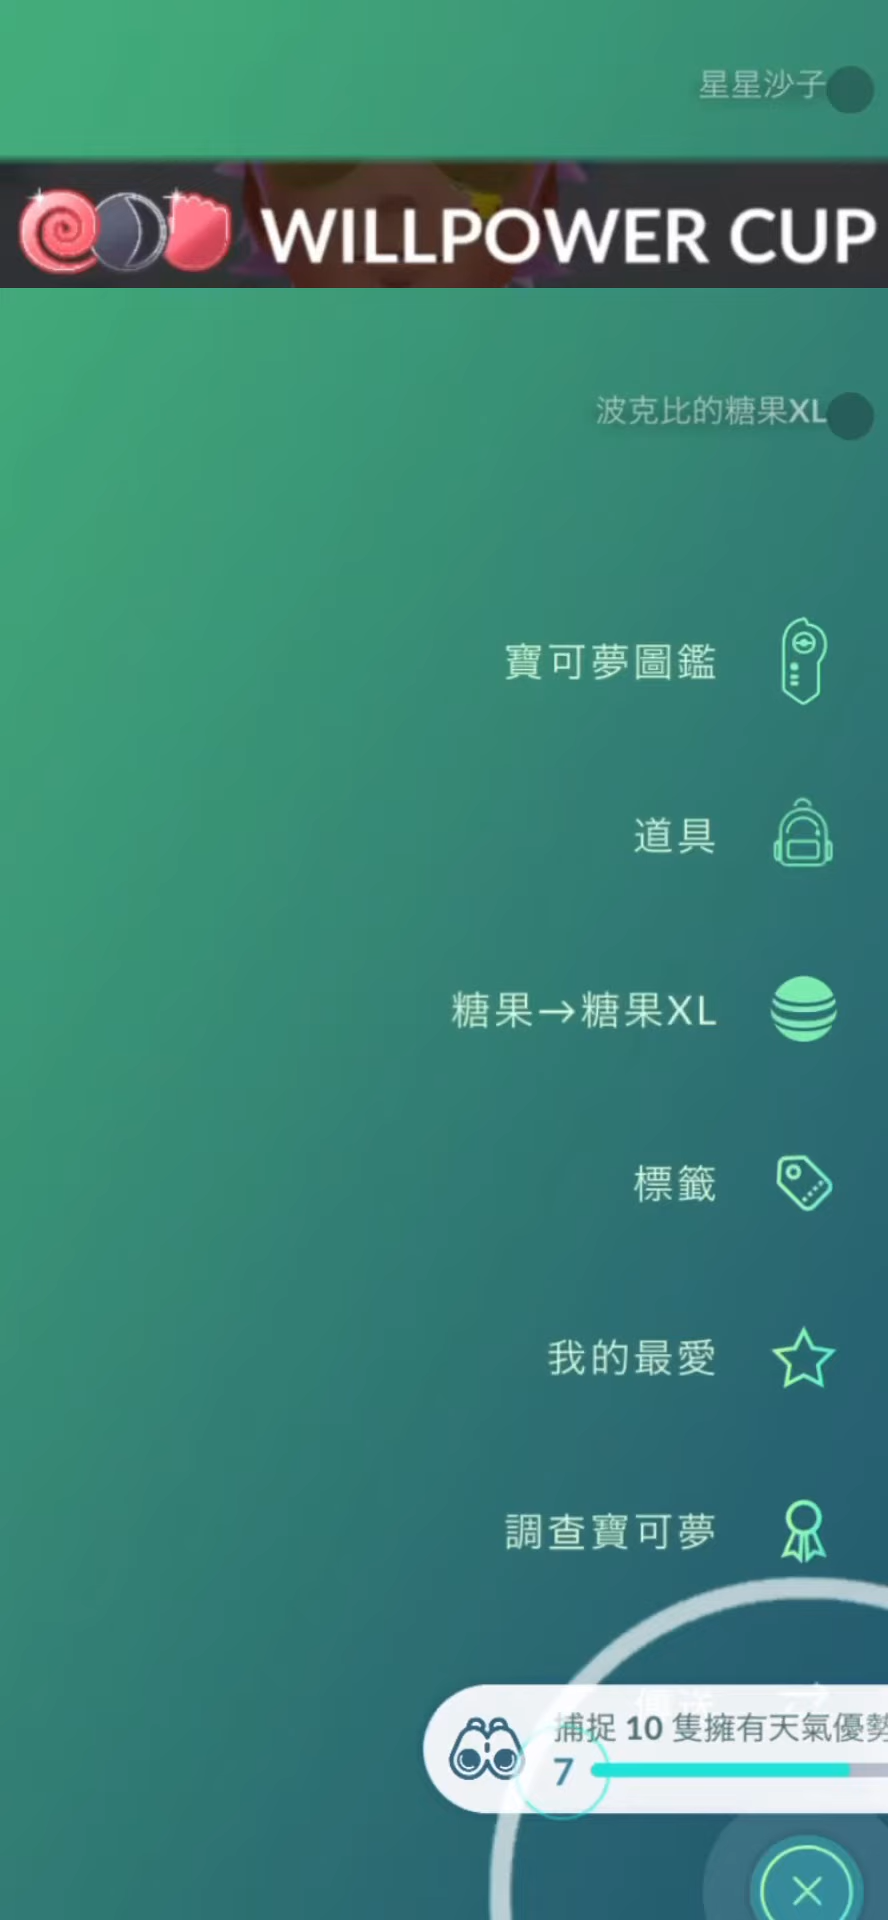 星星沙子
WILLPOWER CUP
波克比的糖果XL
寶可夢圖鑑
道具
糖果→糖果XL
標籤
我的最愛
調查寶可夢
捕捉 10 隻擁有天氣優勢
7